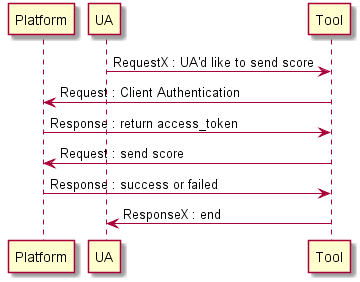 Platform UA Tool
RequestX : UA'd like to send score
Request : Client Authentication
Response : return access_token
Request : send score
Response : success or failed
ResponseX : end
Platform UA Tool